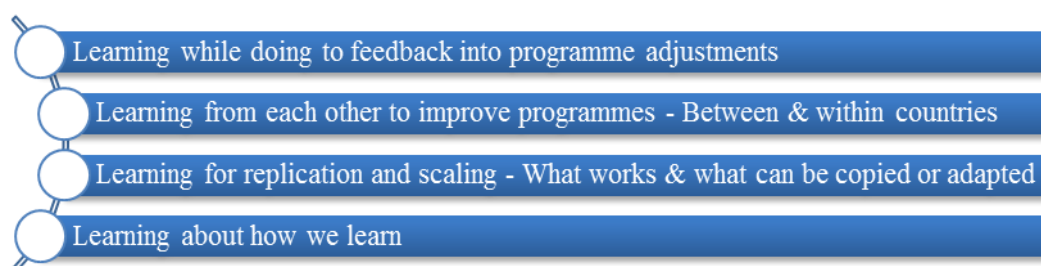 Learning while doing to feedback into programme adjustments
Learning from each other to improve programmes - Between & within countries
Learning for replication and scaling - What works & what can be copied or adapted
Learning about how we learn